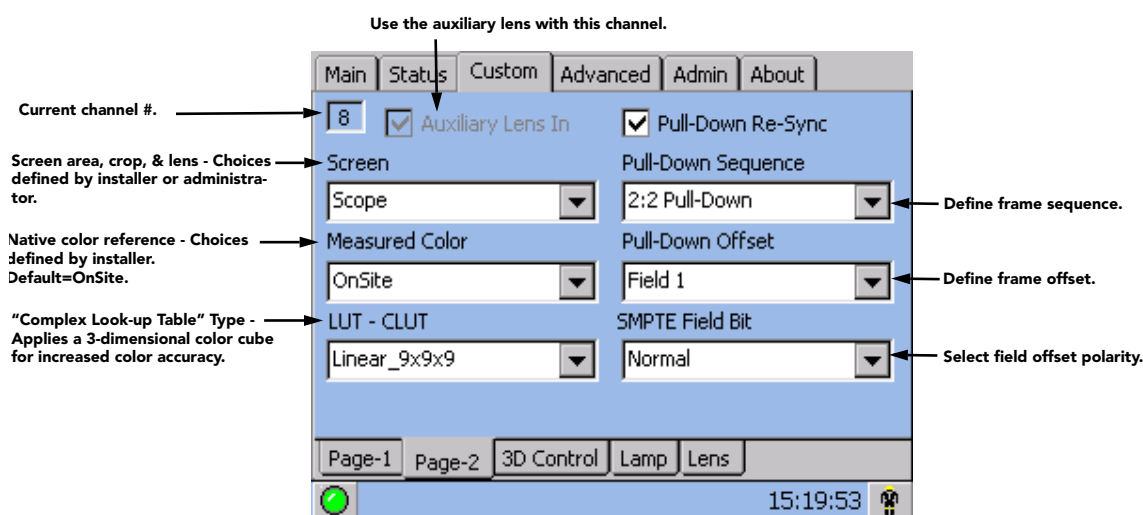 Use the auxiliary lens with this channel.
Main Status Custom Advanced Admin About
Current channel #.
8 Auxiliary Lens In
Pull-Down Re-Sync
Screen area, crop, & lens - Choices
defined by installer or administra-
tor.
Screen
Scope
Pull-Down Sequence
2:2 Pull-Down
Define frame sequence.
Native color reference - Choices
defined by installer.
Default=OnSite.
Measured Color
OnSite
Pull-Down Offset
Field 1
Define frame offset.
"Complex Look-up Table" Type -
Applies a 3-dimensional color cube
for increased color accuracy.
LUT - CLUT
Linear_9x9x9
SMPTE Field Bit
Normal
Select field offset polarity.
Page-1 Page-2 3D Control Lamp Lens
15:19:53